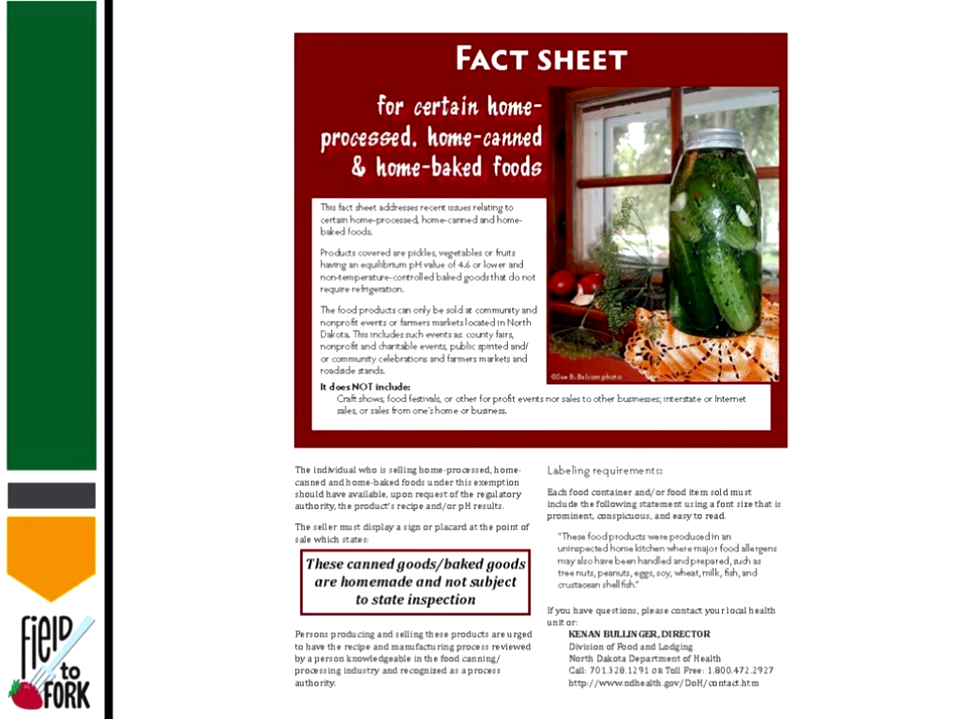 FACT SHEET
for certain home-
processed, home-canned
& home-baked foods
This fact sheet addresses recent issues relating to
certain home-processed, home-canned and home-
baked foods.
Products covered are pickles, vegetables or fruits
having an equilibrium pH value of 4.6 or lower and
non-temperature-controlled baked goods that do not
require refrigeration.
The food products can only be sold at community and
nonprofit events or farmers markets located in North
Dakota. This includes such events as: county fairs,
nonprofit and charitable events, public spirited and/
or community celebrations and farmers markets and
roadside stands.
It does NOT include:
Craft shows, food festivals, or other for profit events nor sales to other businesses; interstate or Internet
sales, or sales from one's home or business.
©Sue B. Balcom photo
The individual who is selling home-processed, home-
canned and home-baked foods under this exemption
should have available, upon request of the regulatory
authority, the product's recipe and/or pH results.
The seller must display a sign or placard at the point of
sale which states:
These canned goods/baked goods
are homemade and not subject
to state inspection
Persons producing and selling these products are urged
to have the recipe and manufacturing process reviewed
by a person knowledgeable in the food canning/
processing industry and recognized as a process
authority.
Labeling requirements:
Each food container and/or food item sold must
include the following statement using a font size that is
prominent, conspicuous, and easy to read.
"These food products were produced in an
uninspected home kitchen where major food allergens
may also have been handled and prepared, such as
tree nuts, peanuts, eggs, soy, wheat, milk, fish, and
crustacean shellfish."
If you have questions, please contact your local health
unit or:
KENAN BULLINGER, DIRECTOR
Division of Food and Lodging
North Dakota Department of Health
Call: 701.328.1291 OR Toll Free: 1.800.472.2927
http://www.ndhealth.gov/DoH/contact.htm
FIELD
to
FORK